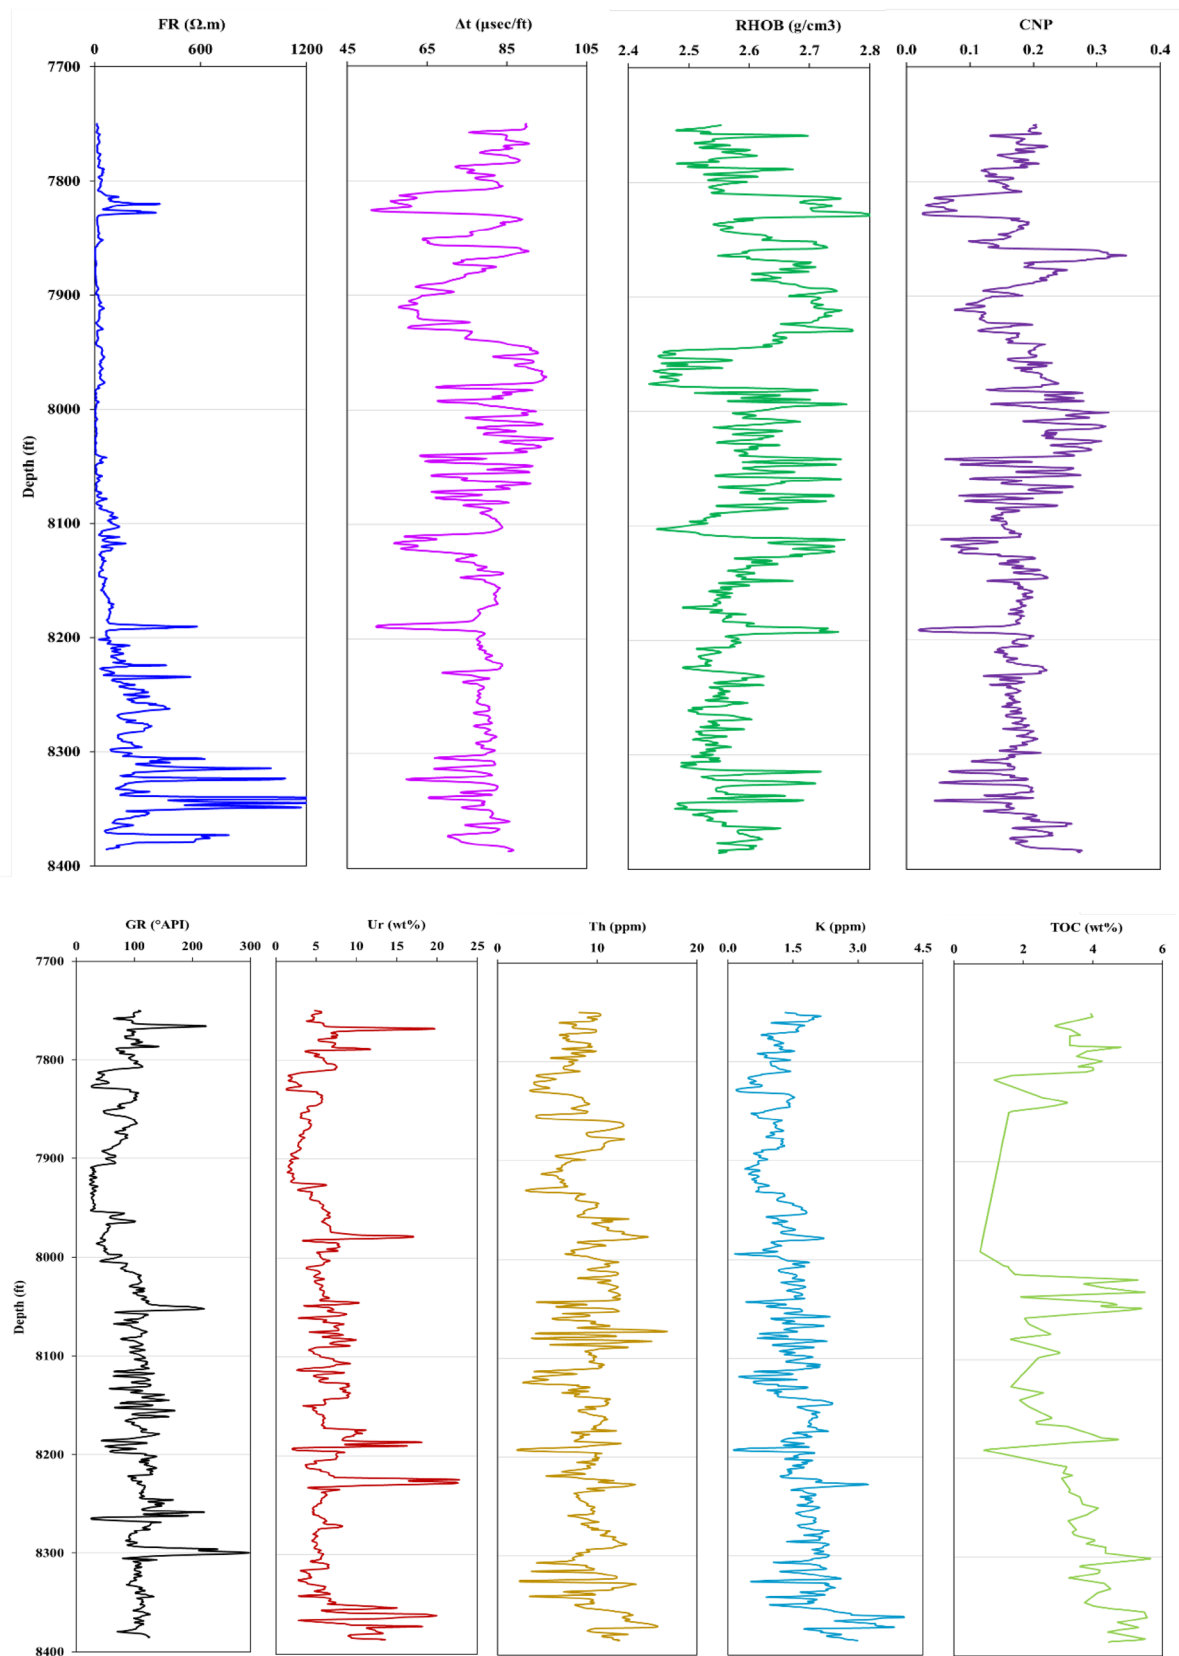 FR (Ω.m)
Δt (μsec/ft)
RHOB (g/cm3)
CNP
0 600 1200
45 65 85 105
2.4 2.5 2.6 2.7 2.8
0.0 0.1 0.2 0.3 0.4
7700
7800
7900
8000
8100
8200
8300
8400
Depth (ft)
GR (°API)
Ur (wt%)
Th (ppm)
K (ppm)
TOC (wt%)
0 100 200 300
0 5 10 15 20 25
0 10 20
0.0 1.5 3.0 4.5
0 2 4 6
7700
7800
7900
8000
8100
8200
8300
8400
Depth (ft)